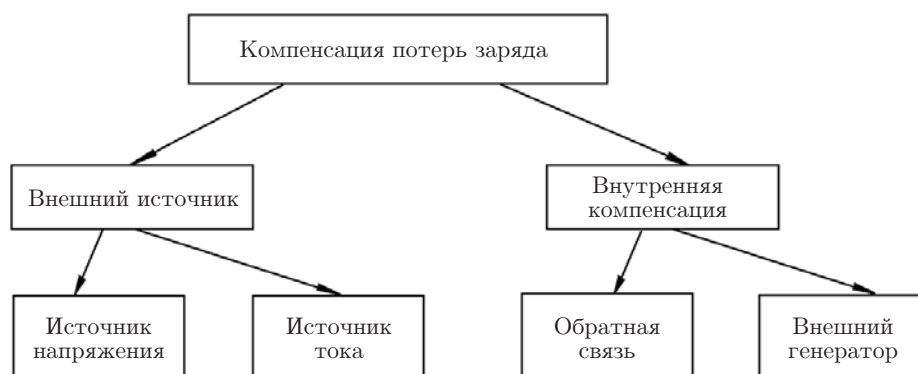 Компенсация потерь заряда
Внешний источник
Внутренняя
компенсация
Источник
напряжения
Источник
тока
Обратная
связь
Внешний
генератор